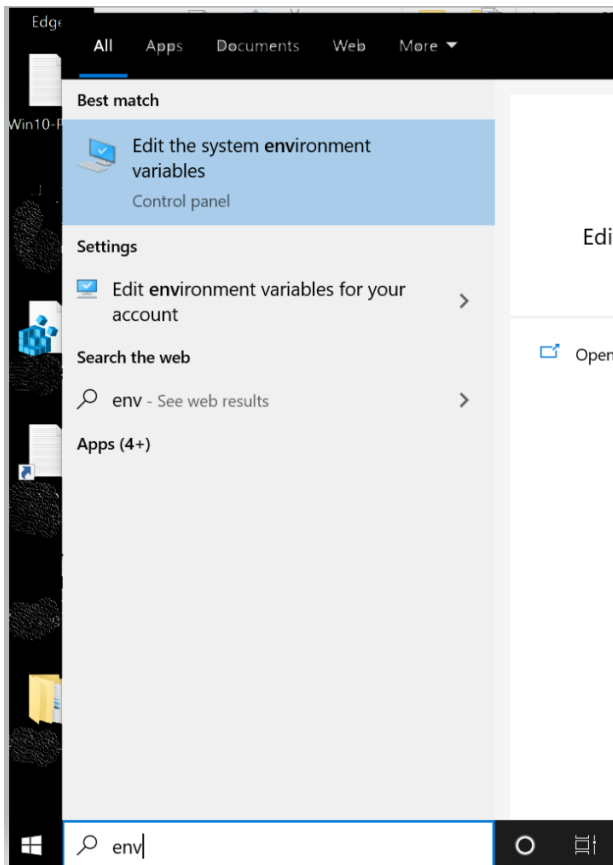 Edge
All Apps Documents Web More
Best match
Win10-P
Edit the system environment
variables
Control panel
Settings
Edi
Edit environment variables for your
account
Search the web
Open
env - See web results
Apps (4+)
env